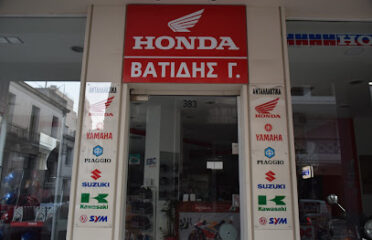 HONDA
ΒΑΤΙΔΗΣ Γ.
383
ΑΝΤΑΛΛΑΚΤΙΚΑ
HONDA
YAMAHA
PIAGGIO
SUZUKI
Kawasaki
SYM
ΑΝΤΑΛΛΑΚΤΙΚΑ
HONDA
YAMAHA
PIAGGIO
SUZUKI
Kawasaki
SYM